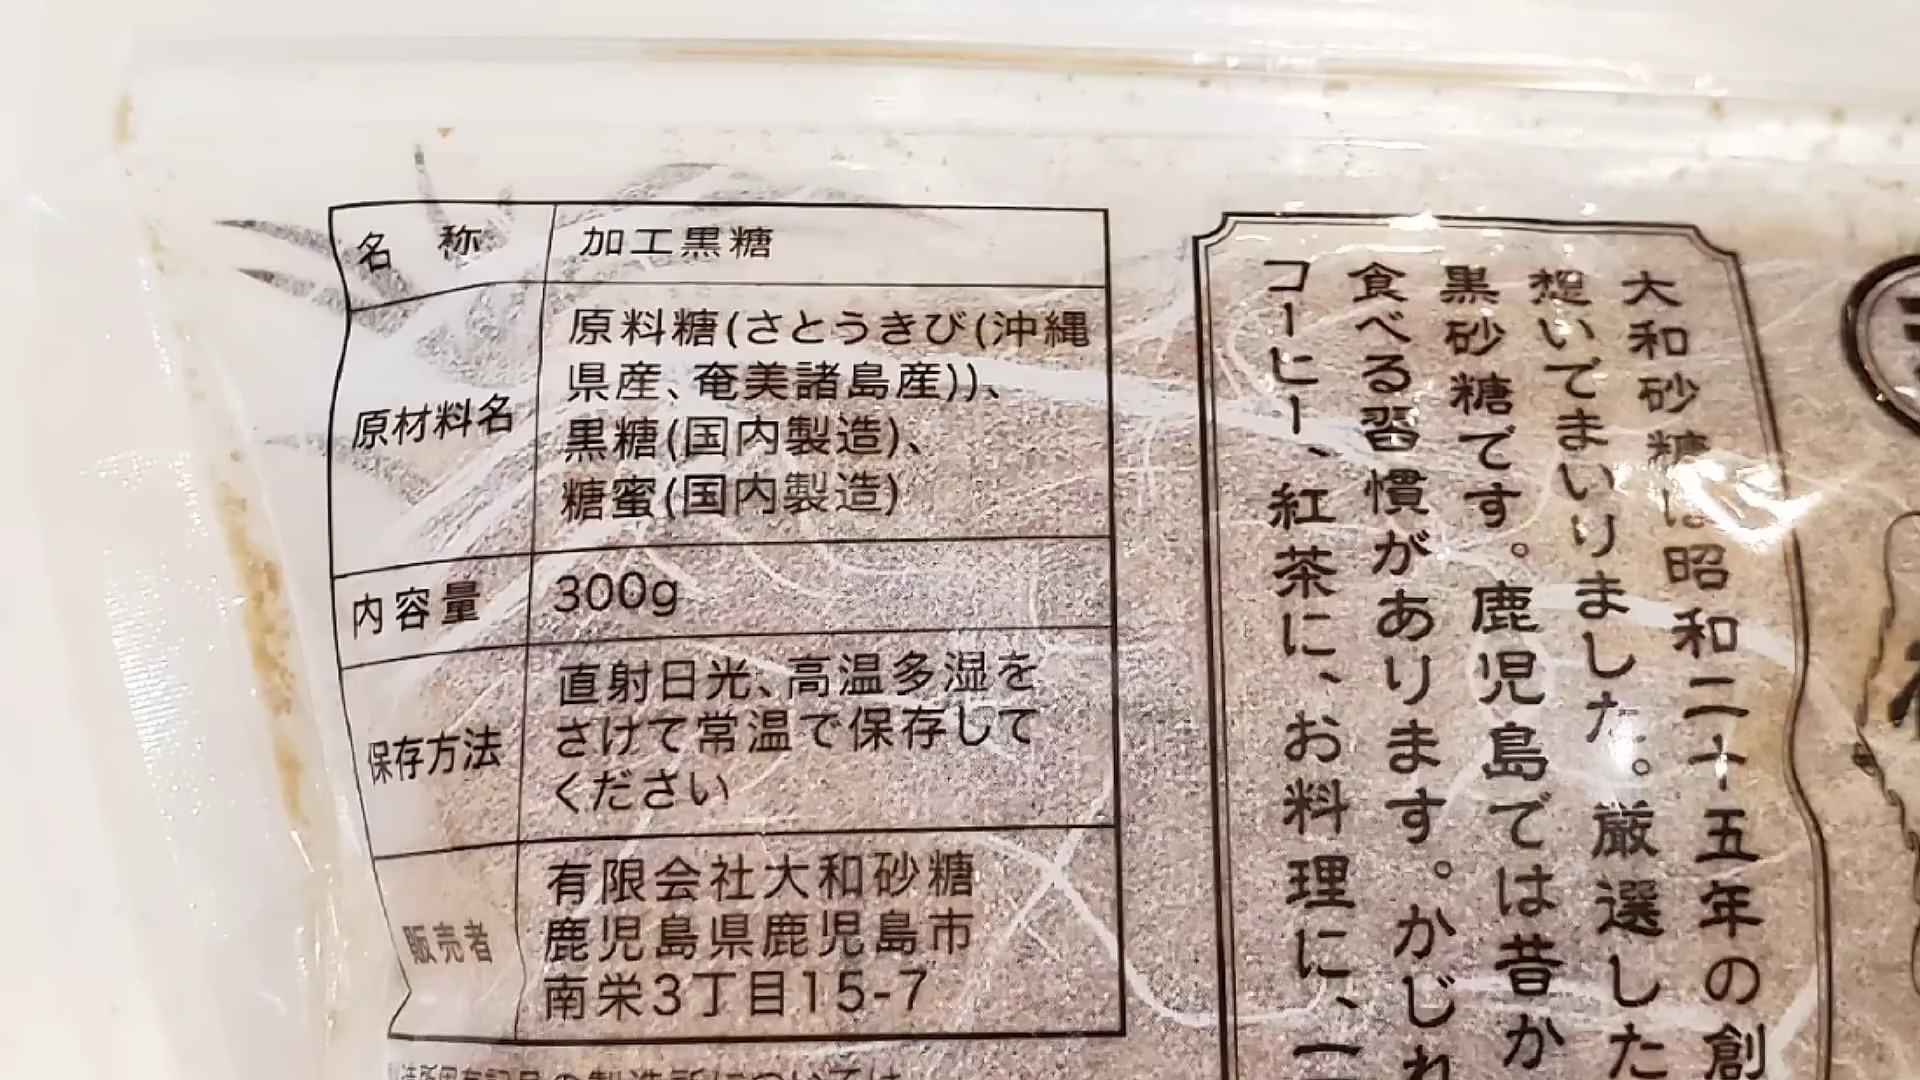 名 称
加工黒糖
原材料名
原料糖(さとうきび(沖縄
県産、奄美諸島産))、
黒糖(国内製造)、
糖蜜(国内製造)
内容量
300g
保存方法
直射日光、高温多湿を
さけて常温で保存して
ください
販売者
有限会社大和砂糖
鹿児島県鹿児島市
南栄3丁目15-7
大和砂糖は昭和二十五年の創
想いでまいりました。厳選した
黒砂糖です。鹿児島では昔か
食べる習慣があります。かじれ
コーヒー、紅茶に、お料理に、一